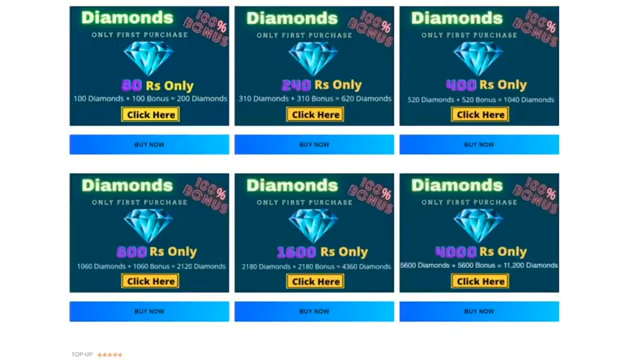 Diamonds
100% BONUS
ONLY FIRST PURCHASE
80 Rs Only
100 Diamonds + 100 Bonus = 200 Diamonds
Click Here
BUY NOW
Diamonds
100% BONUS
ONLY FIRST PURCHASE
240 Rs Only
310 Diamonds + 310 Bonus = 620 Diamonds
Click Here
BUY NOW
Diamonds
100% BONUS
ONLY FIRST PURCHASE
400 Rs Only
520 Diamonds + 520 Bonus = 1040 Diamonds
Click Here
BUY NOW
Diamonds
100% BONUS
ONLY FIRST PURCHASE
800 Rs Only
1060 Diamonds + 1060 Bonus = 2120 Diamonds
Click Here
BUY NOW
Diamonds
100% BONUS
ONLY FIRST PURCHASE
1600 Rs Only
2180 Diamonds + 2180 Bonus = 4360 Diamonds
Click Here
BUY NOW
Diamonds
100% BONUS
ONLY FIRST PURCHASE
4000 Rs Only
5600 Diamonds + 5600 Bonus = 11,200 Diamonds
Click Here
BUY NOW
TOP-UP